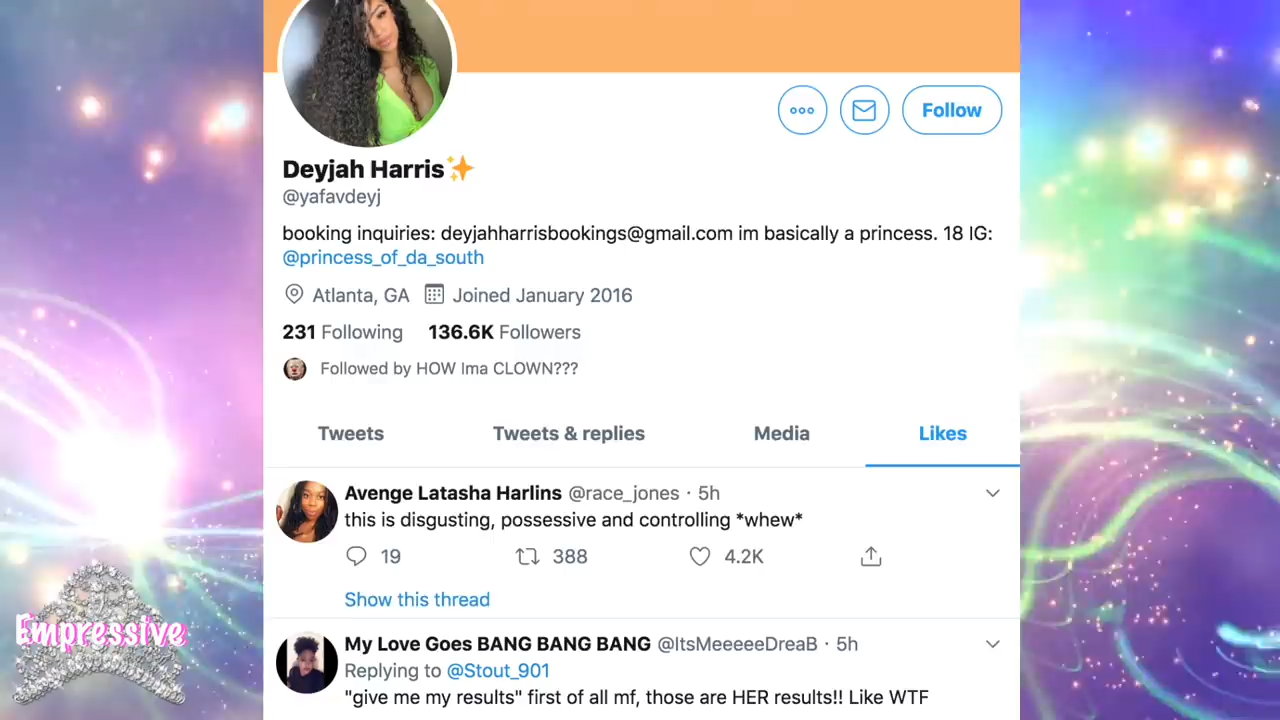 Follow
Deyjah Harris✨
@yafavdeyj
booking inquiries: deyjahharrisbookings@gmail.com im basically a princess. 18 IG:
@princess_of_da_south
Atlanta, GA Joined January 2016
231 Following 136.6K Followers
Followed by HOW Ima CLOWN???
Tweets Tweets & replies Media Likes
Avenge Latasha Harlins @race_jones · 5h
this is disgusting, possessive and controlling *whew*
19 388 4.2K
Show this thread
My Love Goes BANG BANG BANG @ItsMeeeeeDreaB · 5h
Replying to @Stout_901
"give me my results" first of all mf, those are HER results!! Like WTF
Empressive